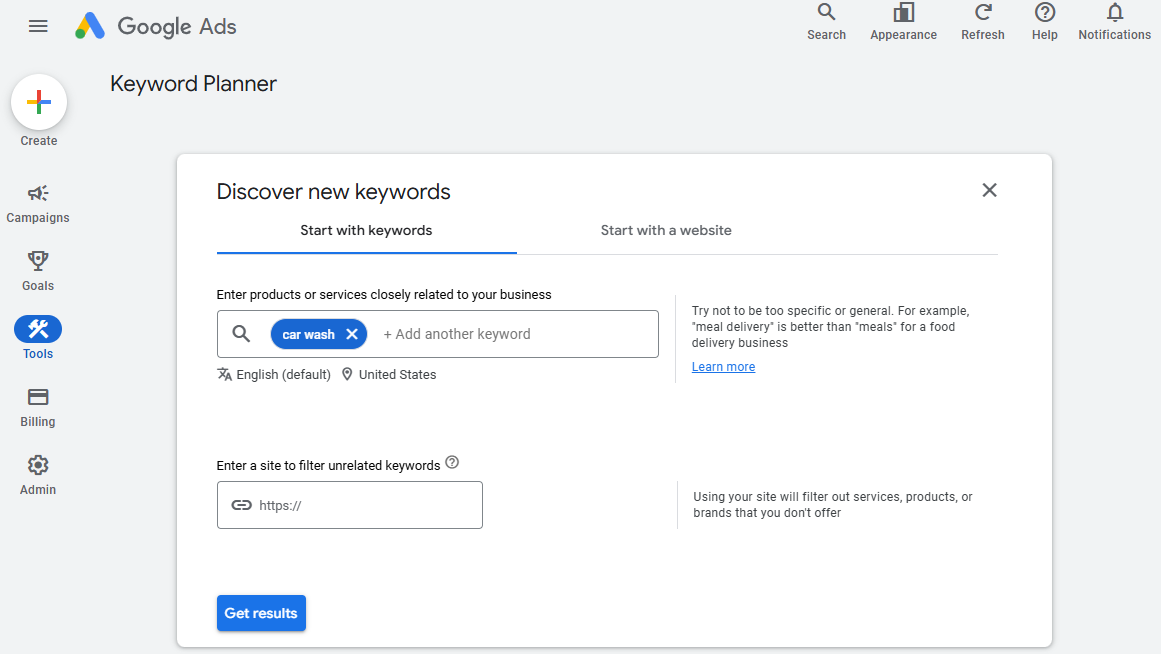 Google Ads
Search
Appearance
Refresh
Help
Notifications
Keyword Planner
Create
Campaigns
Goals
Tools
Billing
Admin
Discover new keywords
Start with keywords
Start with a website
Enter products or services closely related to your business
car wash
+ Add another keyword
English (default)
United States
Try not to be too specific or general. For example,
"meal delivery" is better than "meals" for a food
delivery business
Learn more
Enter a site to filter unrelated keywords
https://
Using your site will filter out services, products, or
brands that you don't offer
Get results